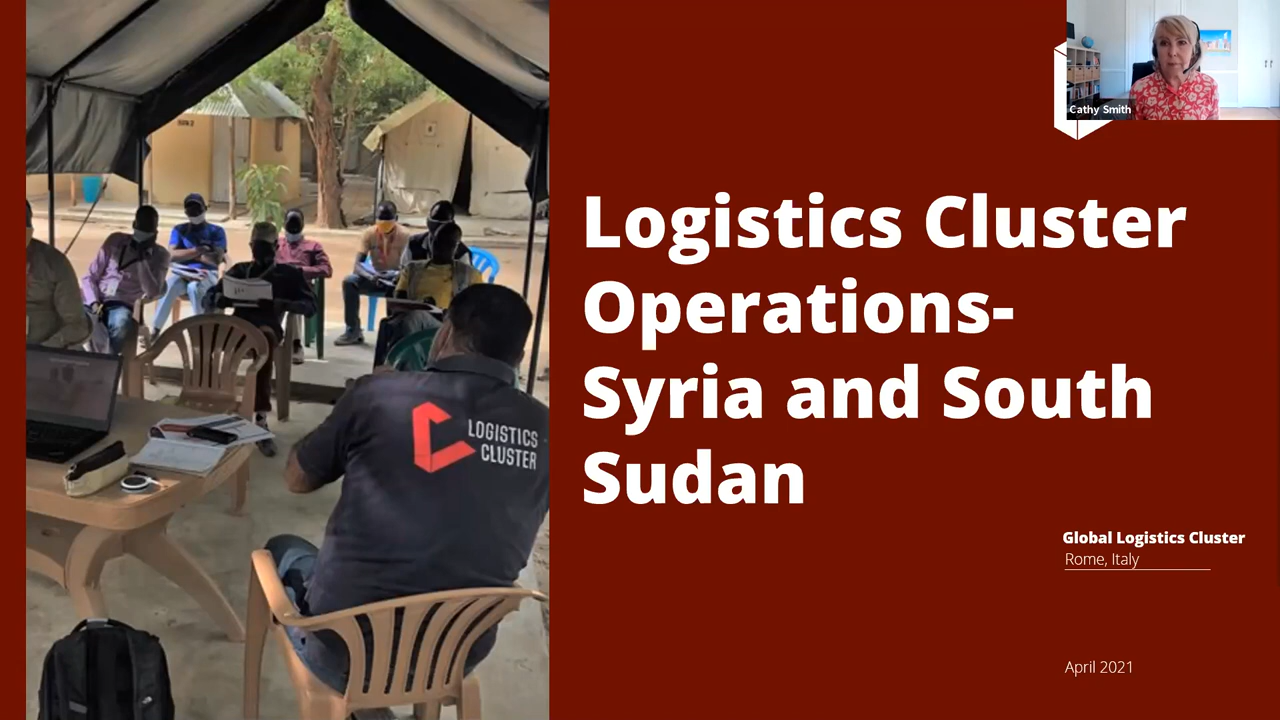 Cathy Smith
Logistics Cluster
Operations-
Syria and South
Sudan
LOGISTICS
CLUSTER
Global Logistics Cluster
Rome, Italy
April 2021